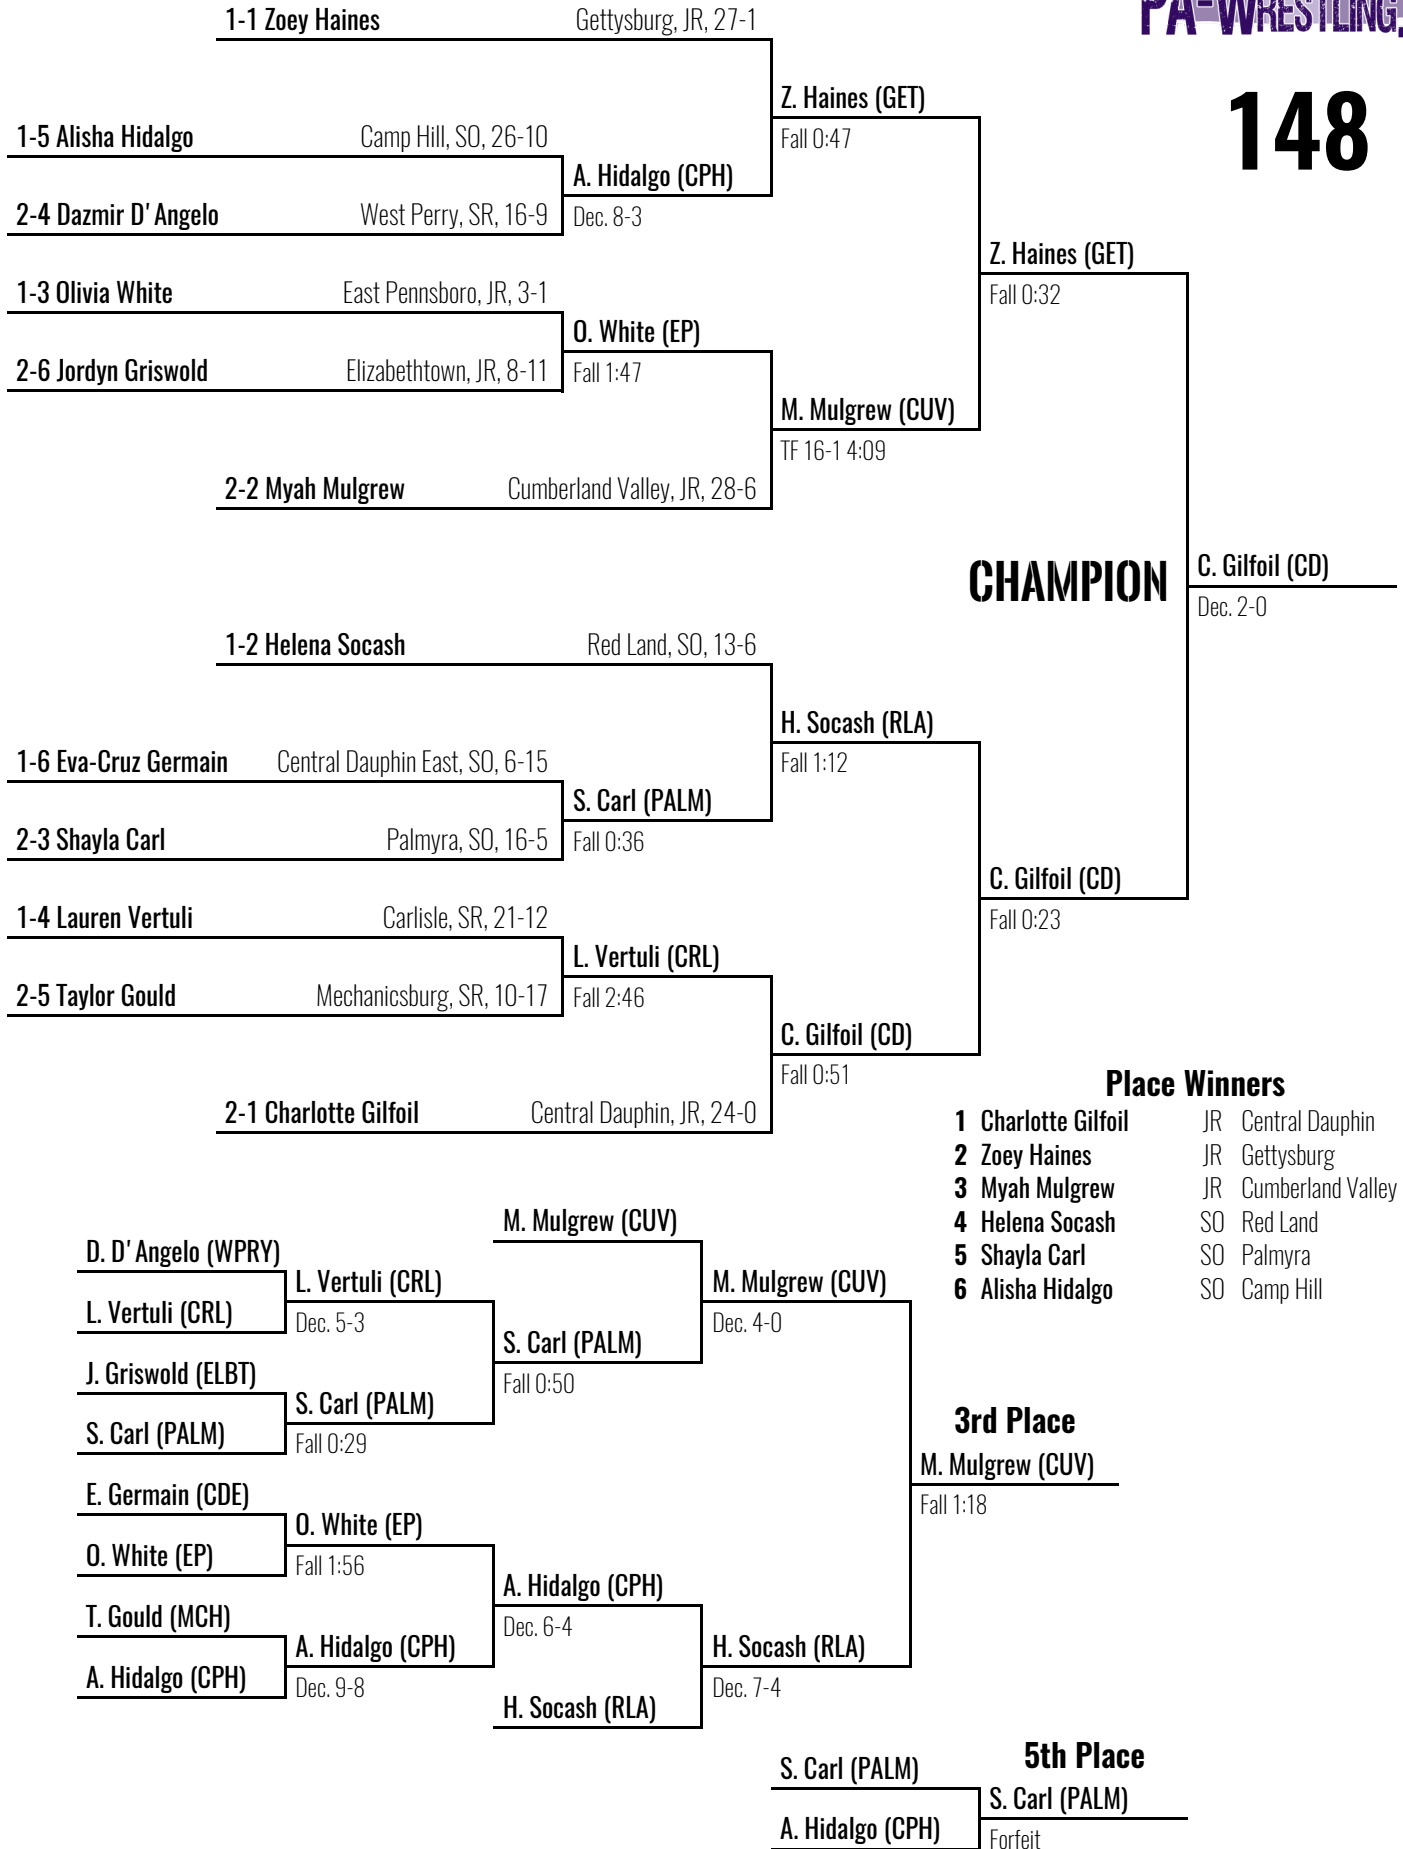 PA-WRESTLING.
148
1-1 Zoey Haines Gettysburg, JR, 27-1
Z. Haines (GET)
Fall 0:47
1-5 Alisha Hidalgo Camp Hill, SO, 26-10
A. Hidalgo (CPH)
Dec. 8-3
2-4 Dazmir D'Angelo West Perry, SR, 16-9
Z. Haines (GET)
Fall 0:32
1-3 Olivia White East Pennsboro, JR, 3-1
O. White (EP)
Fall 1:47
2-6 Jordyn Griswold Elizabethtown, JR, 8-11
M. Mulgrew (CUV)
TF 16-1 4:09
2-2 Myah Mulgrew Cumberland Valley, JR, 28-6
CHAMPION
C. Gilfoil (CD)
Dec. 2-0
1-2 Helena Socash Red Land, SO, 13-6
H. Socash (RLA)
Fall 1:12
1-6 Eva-Cruz Germain Central Dauphin East, SO, 6-15
S. Carl (PALM)
Fall 0:36
2-3 Shayla Carl Palmyra, SO, 16-5
C. Gilfoil (CD)
Fall 0:23
1-4 Lauren Vertuli Carlisle, SR, 21-12
L. Vertuli (CRL)
Fall 2:46
2-5 Taylor Gould Mechanicsburg, SR, 10-17
C. Gilfoil (CD)
Fall 0:51
2-1 Charlotte Gilfoil Central Dauphin, JR, 24-0
Place Winners
1 Charlotte Gilfoil JR Central Dauphin
2 Zoey Haines JR Gettysburg
3 Myah Mulgrew JR Cumberland Valley
4 Helena Socash SO Red Land
5 Shayla Carl SO Palmyra
6 Alisha Hidalgo SO Camp Hill
M. Mulgrew (CUV)
D. D'Angelo (WPRY)
L. Vertuli (CRL)
L. Vertuli (CRL)
Dec. 5-3
M. Mulgrew (CUV)
Dec. 4-0
S. Carl (PALM)
Fall 0:50
J. Griswold (ELBT)
S. Carl (PALM)
S. Carl (PALM)
Fall 0:29
3rd Place
M. Mulgrew (CUV)
Fall 1:18
E. Germain (CDE)
O. White (EP)
O. White (EP)
Fall 1:56
A. Hidalgo (CPH)
Dec. 6-4
T. Gould (MCH)
A. Hidalgo (CPH)
A. Hidalgo (CPH)
Dec. 9-8
H. Socash (RLA)
Dec. 7-4
H. Socash (RLA)
5th Place
S. Carl (PALM)
S. Carl (PALM)
A. Hidalgo (CPH)
Forfeit